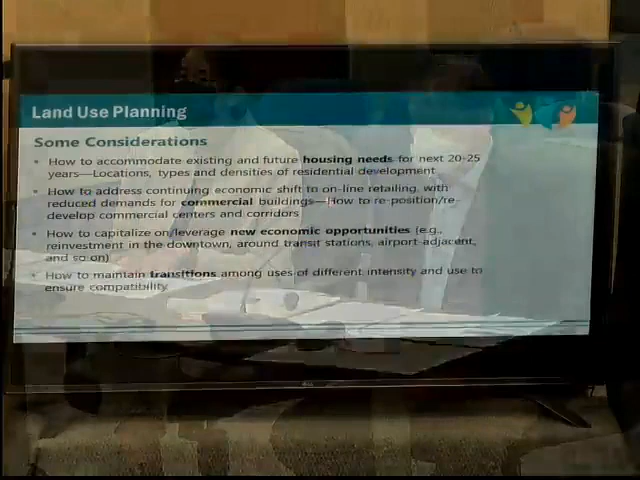 Land Use Planning
Some Considerations
• How to accommodate existing and future housing needs for next 20-25
years—Locations, types and densities of residential development
• How to address continuing economic shift to on-line retailing, with
reduced demands for commercial buildings—How to re-position/re-
develop commercial centers and corridors
• How to capitalize on/leverage new economic opportunities (e.g.,
reinvestment in the downtown, around transit stations, airport-adjacent,
and so on)
• How to maintain transitions among uses of different intensity and use to
ensure compatibility